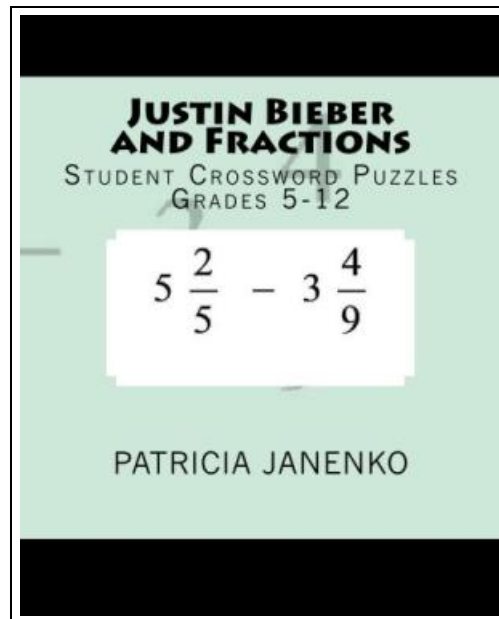 JUSTIN BIEBER
AND FRACTIONS
STUDENT CROSSWORD PUZZLES
GRADES 5-12
5 2/5 − 3 4/9
PATRICIA JANENKO